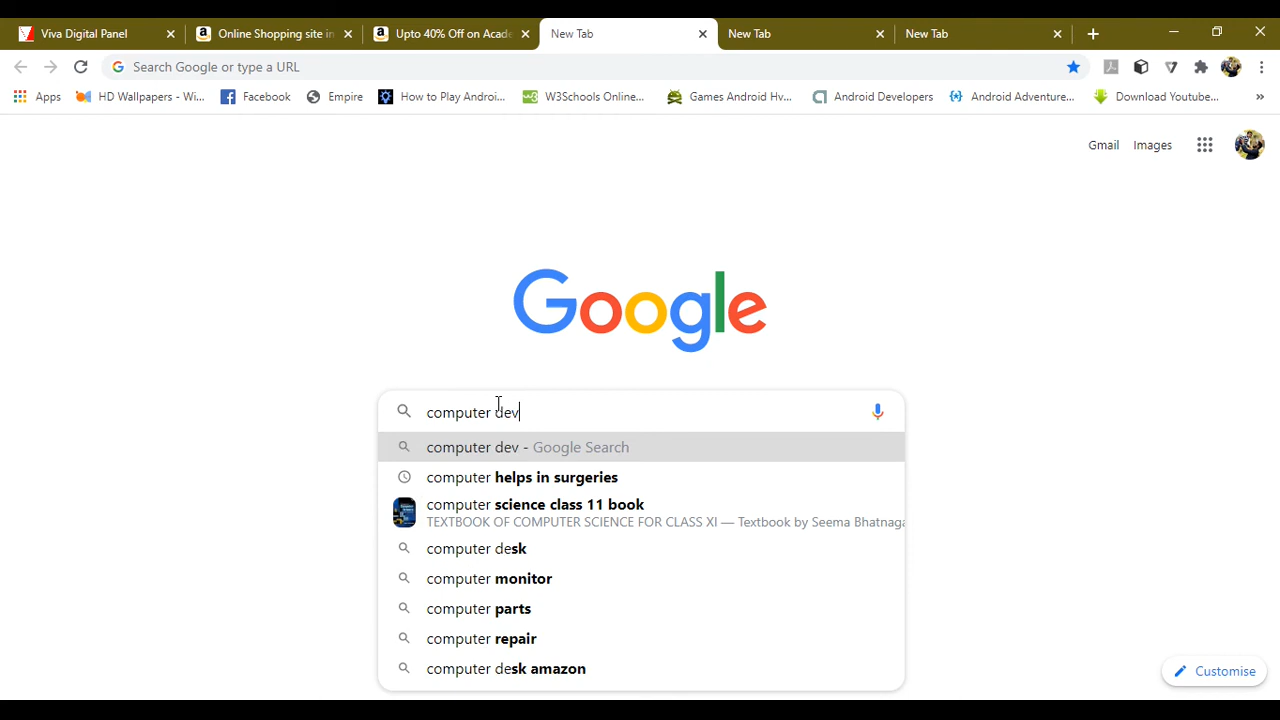 Viva Digital Panel
Online Shopping site in
Upto 40% Off on Acade
New Tab
New Tab
New Tab
Search Google or type a URL
Apps
HD Wallpapers - Wi...
Facebook
Empire
How to Play Androi...
W3Schools Online...
Games Android Hv...
Android Developers
Android Adventure...
Download Youtube...
»
Gmail
Images
Google
computer dev
computer dev - Google Search
computer helps in surgeries
computer science class 11 book
TEXTBOOK OF COMPUTER SCIENCE FOR CLASS XI — Textbook by Seema Bhatnaga
computer desk
computer monitor
computer parts
computer repair
computer desk amazon
Customise